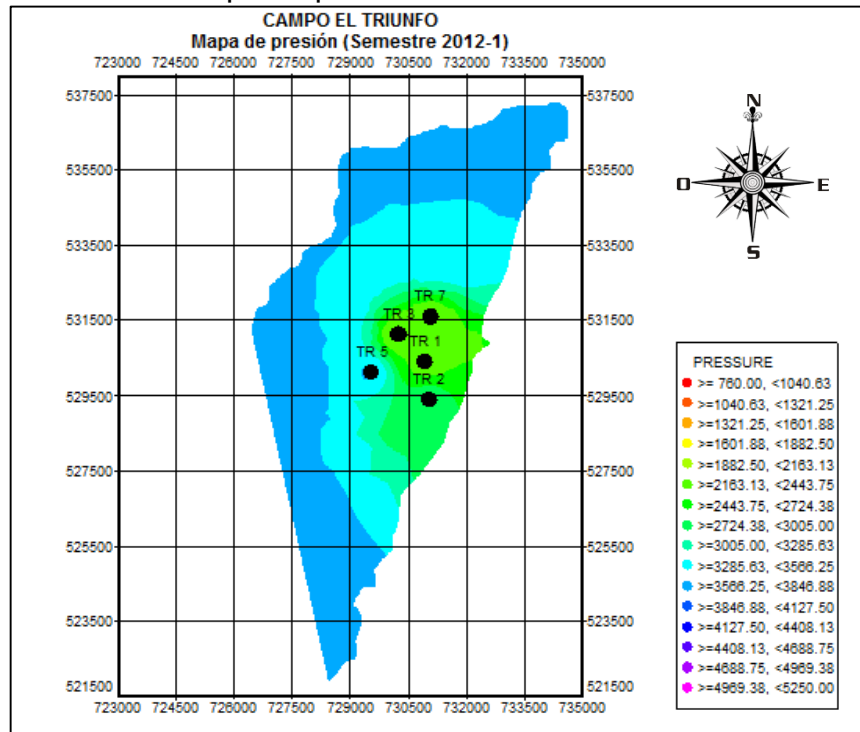 CAMPO EL TRIUNFO
Mapa de presión (Semestre 2012-1)
723000 724500 726000 727500 729000 730500 732000 733500 735000
537500 537500
535500 535500
533500 533500
531500 531500
529500 529500
527500 527500
525500 525500
523500 523500
521500 521500
723000 724500 726000 727500 729000 730500 732000 733500 735000
TR 7
TR 3
TR 1
TR 5
TR 2
N
O E
S
PRESSURE
>= 760.00, <1040.63
>=1040.63, <1321.25
>=1321.25, <1601.88
>=1601.88, <1882.50
>=1882.50, <2163.13
>=2163.13, <2443.75
>=2443.75, <2724.38
>=2724.38, <3005.00
>=3005.00, <3285.63
>=3285.63, <3566.25
>=3566.25, <3846.88
>=3846.88, <4127.50
>=4127.50, <4408.13
>=4408.13, <4688.75
>=4688.75, <4969.38
>=4969.38, <5250.00